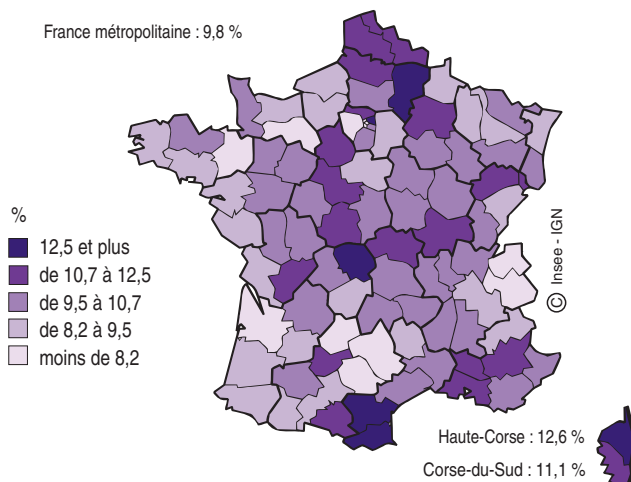 France métropolitaine : 9,8 %
%
12,5 et plus
de 10,7 à 12,5
de 9,5 à 10,7
de 8,2 à 9,5
moins de 8,2
© Insee - IGN
Haute-Corse : 12,6 %
Corse-du-Sud : 11,1 %